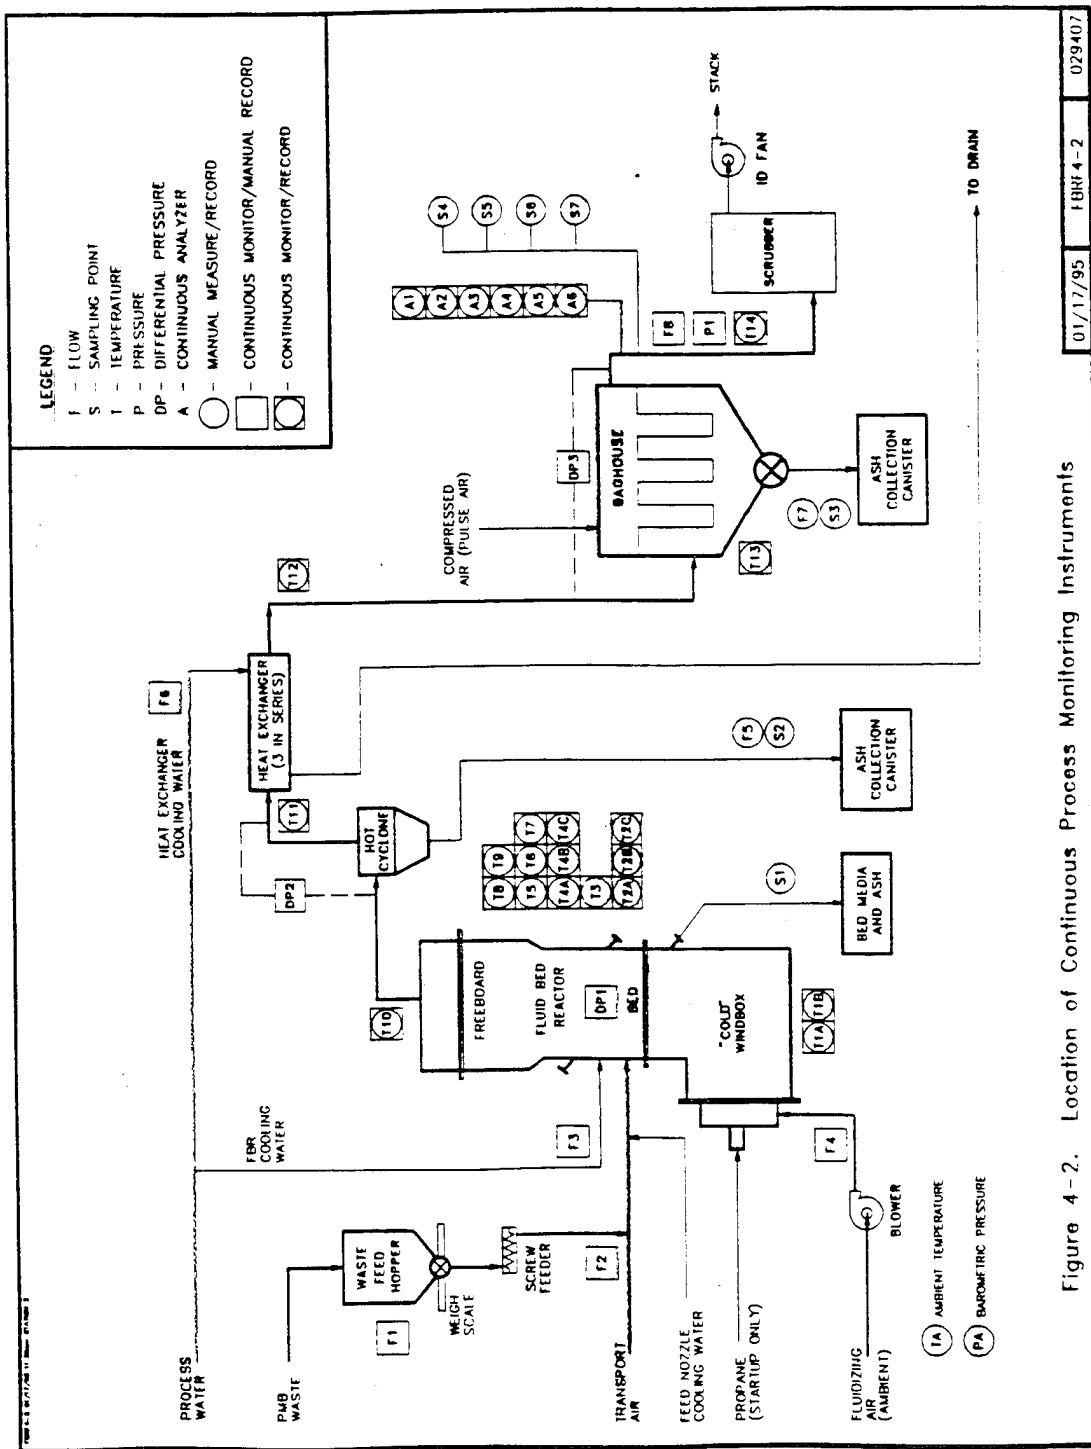 LEGEND
F - FLOW
S - SAMPLING POINT
T - TEMPERATURE
P - PRESSURE
DP - DIFFERENTIAL PRESSURE
A - CONTINUOUS ANALYZER
- MANUAL MEASURE/RECORD
- CONTINUOUS MONITOR/MANUAL RECORD
- CONTINUOUS MONITOR/RECORD
PROCESS
WATER
PMB
WASTE
WASTE
FEED
HOPPER
F1
WEIGH
SCALE
SCREW
FEEDER
F2
TRANSPORT
AIR
FEED NOZZLE
COOLING WATER
PROPANE
(STARTUP ONLY)
FLUIDIZING
AIR
(AMBIENT)
BLOWER
F4
TA AMBIENT TEMPERATURE
PA BAROMETRIC PRESSURE
FBR
COOLING
WATER
F3
T10
FREEBOARD
FLUID BED
REACTOR
DP1
BED
"COLD"
WINDBOX
T1A T1B
T8 T9
T5 T6 T7
T4A T4B T4C
T3
T2A T2B T2C
S1
BED MEDIA
AND ASH
DP2
HOT
CYCLONE
T11
F5
S2
ASH
COLLECTION
CANISTER
HEAT EXCHANGER
COOLING WATER
F6
HEAT EXCHANGER
(3 IN SERIES)
T12
COMPRESSED
AIR (PULSE AIR)
DP3
BAGHOUSE
T13
F7
S3
ASH
COLLECTION
CANISTER
A1
A2
A3
A4
A5
A6
S4
S5
S6
S7
F8
P1
T14
SCRUBBER
ID FAN
STACK
TO DRAIN
Figure 4-2. Location of Continuous Process Monitoring Instruments
01/17/95
FBRF4-2
029407